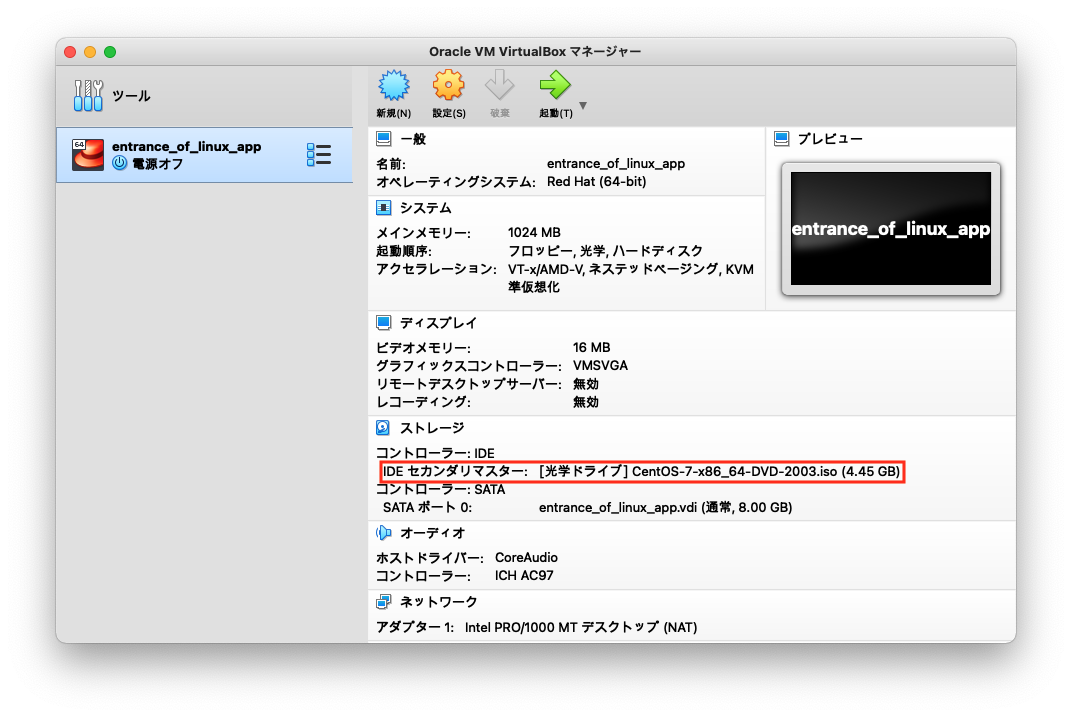 Oracle VM VirtualBox マネージャー
ツール
新規(N) 設定(S) 破棄 起動(T)
64
entrance_of_linux_app
電源オフ
一般
名前: entrance_of_linux_app
オペレーティングシステム: Red Hat (64-bit)
プレビュー
entrance_of_linux_app
システム
メインメモリー: 1024 MB
起動順序: フロッピー, 光学, ハードディスク
アクセラレーション: VT-x/AMD-V, ネステッドページング, KVM
準仮想化
ディスプレイ
ビデオメモリー: 16 MB
グラフィックスコントローラー: VMSVGA
リモートデスクトップサーバー: 無効
レコーディング: 無効
ストレージ
コントローラー: IDE
IDE セカンダリマスター: [光学ドライブ] CentOS-7-x86_64-DVD-2003.iso (4.45 GB)
コントローラー: SATA
SATA ポート 0: entrance_of_linux_app.vdi (通常, 8.00 GB)
オーディオ
ホストドライバー: CoreAudio
コントローラー: ICH AC97
ネットワーク
アダプター 1: Intel PRO/1000 MT デスクトップ (NAT)